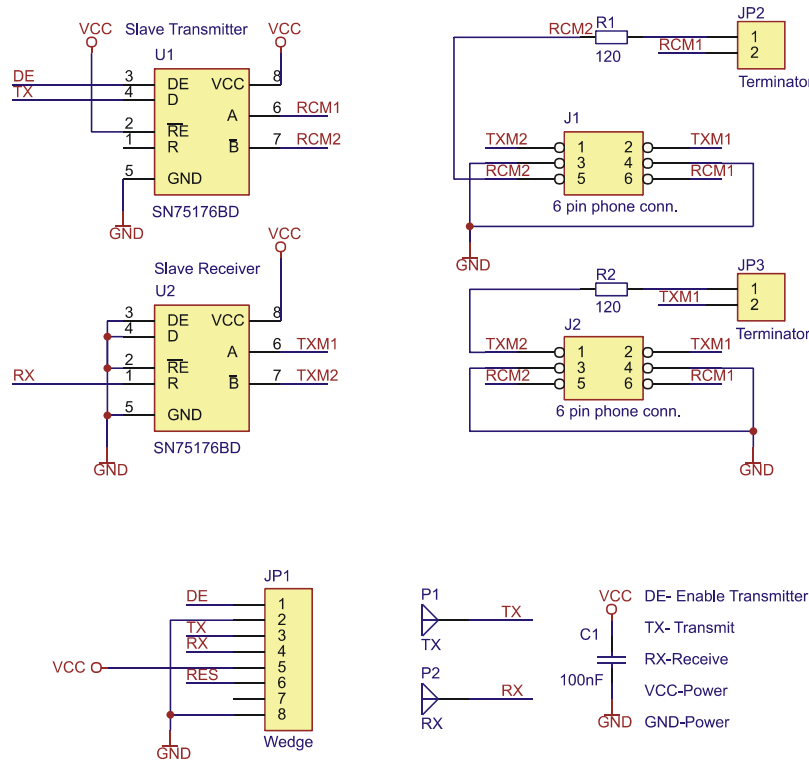 VCC Slave Transmitter VCC
U1
DE 3 DE VCC 8
TX 4 D
A 6 RCM1
2 RE
1 R B 7 RCM2
5 GND
SN75176BD
GND
VCC
Slave Receiver
U2
3 DE VCC 8
4 D
A 6 TXM1
2 RE
RX 1 R B 7 TXM2
5 GND
SN75176BD
GND
RCM2 R1 JP2
120 1
RCM1 2
Terminator
J1
TXM2 1 2 TXM1
3 4
RCM2 5 6 RCM1
6 pin phone conn.
GND
R2 JP3
120 1
TXM1 2
Terminator
J2
TXM2 1 2 TXM1
3 4
RCM2 5 6 RCM1
6 pin phone conn.
GND
JP1
DE 1
2
TX 3
RX 4
VCC 5
RES 6
7
8
GND Wedge
P1
TX
TX
P2
RX
RX
VCC
C1
100nF
GND
DE- Enable Transmitter
TX- Transmit
RX-Receive
VCC-Power
GND-Power